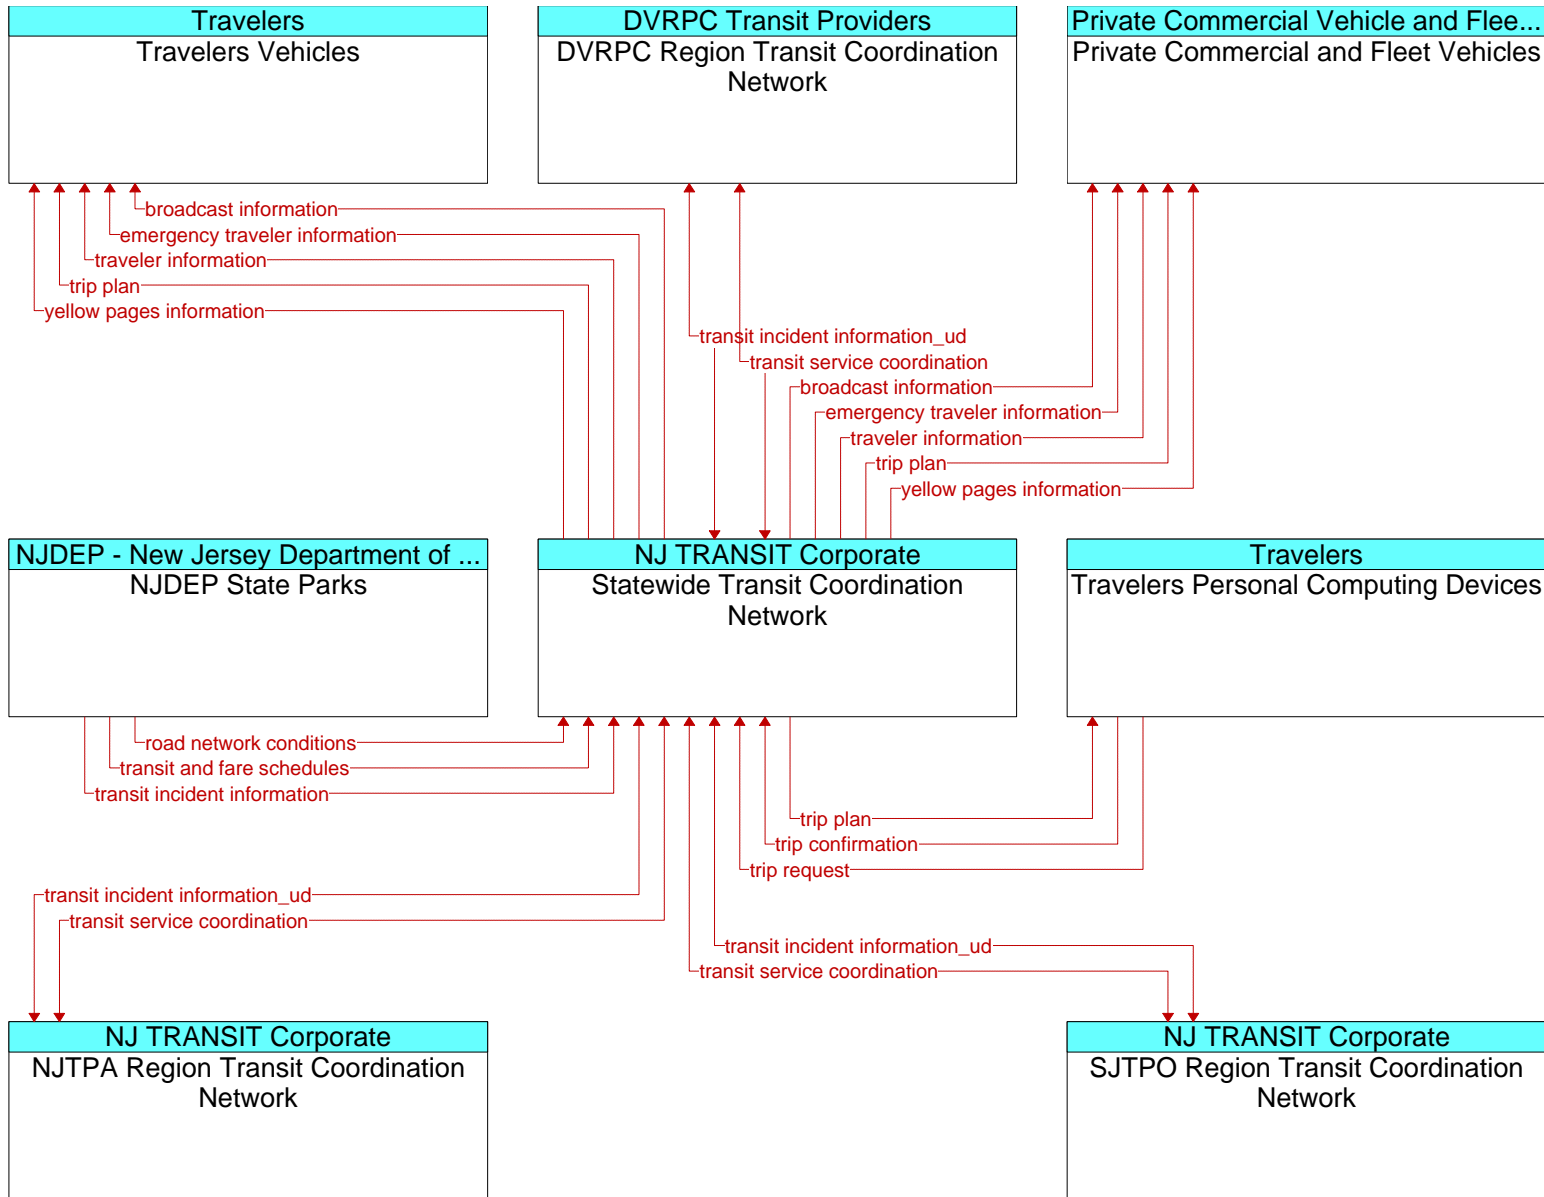 Travelers
Travelers Vehicles
DVRPC Transit Providers
DVRPC Region Transit Coordination
Network
Private Commercial Vehicle and Flee...
Private Commercial and Fleet Vehicles
broadcast information
emergency traveler information
traveler information
trip plan
yellow pages information
transit incident information_ud
transit service coordination
broadcast information
emergency traveler information
traveler information
trip plan
yellow pages information
NJDEP - New Jersey Department of ...
NJDEP State Parks
NJ TRANSIT Corporate
Statewide Transit Coordination
Network
Travelers
Travelers Personal Computing Devices
road network conditions
transit and fare schedules
transit incident information
trip plan
trip confirmation
trip request
transit incident information_ud
transit service coordination
transit incident information_ud
transit service coordination
NJ TRANSIT Corporate
NJTPA Region Transit Coordination
Network
NJ TRANSIT Corporate
SJTPO Region Transit Coordination
Network